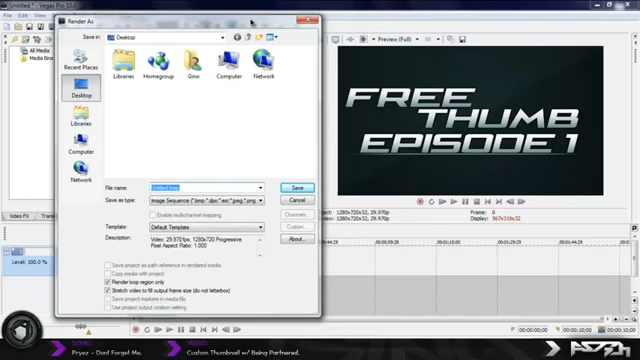 Untitled * - Vegas Pro 10.0
Render As
Save in:
Desktop
Recent Places
Desktop
Libraries
Computer
Network
Libraries
Homegroup
Gino
Computer
Network
File name:
Untitled.bmp
Save
Save as type:
Image Sequence (*.bmp;*.dpx;*.exr;*.jpeg;*.png
Cancel
Enable multichannel mapping
Channels...
Template:
Default Template
Custom...
Description:
Video: 29.970 fps, 1280x720 Progressive
Pixel Aspect Ratio: 1.000
About...
Save project as path reference in rendered media
Copy media with project
Render loop region only
Stretch video to fill output frame size (do not letterbox)
Save project markers in media file
Use project output rotation setting
File
Edit
All Media
Video FX
Level: 100.0 %
Preview (Full)
FREE
THUMB
EPISODE 1
1280x720x32, 29.970p
1280x720x32, 29.970p
Frame: 0
Display: 567x319x32
SONG:
Pryez - Dont Forget Me.
VIDEO:
Custom Thumbnail w/ Being Partnered.